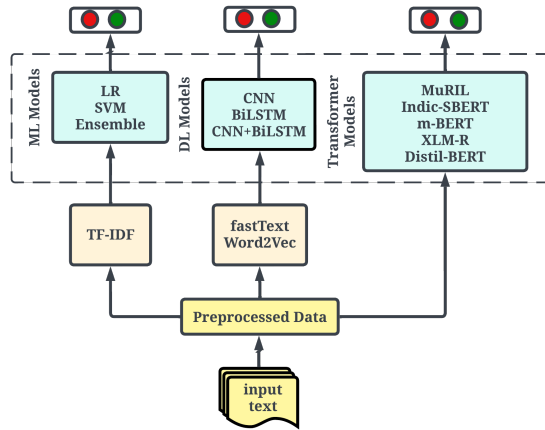 ML Models
LR
SVM
Ensemble
DL Models
CNN
BiLSTM
CNN+BiLSTM
Transformer
Models
MuRIL
Indic-SBERT
m-BERT
XLM-R
Distil-BERT
TF-IDF
fastText
Word2Vec
Preprocessed Data
input
text